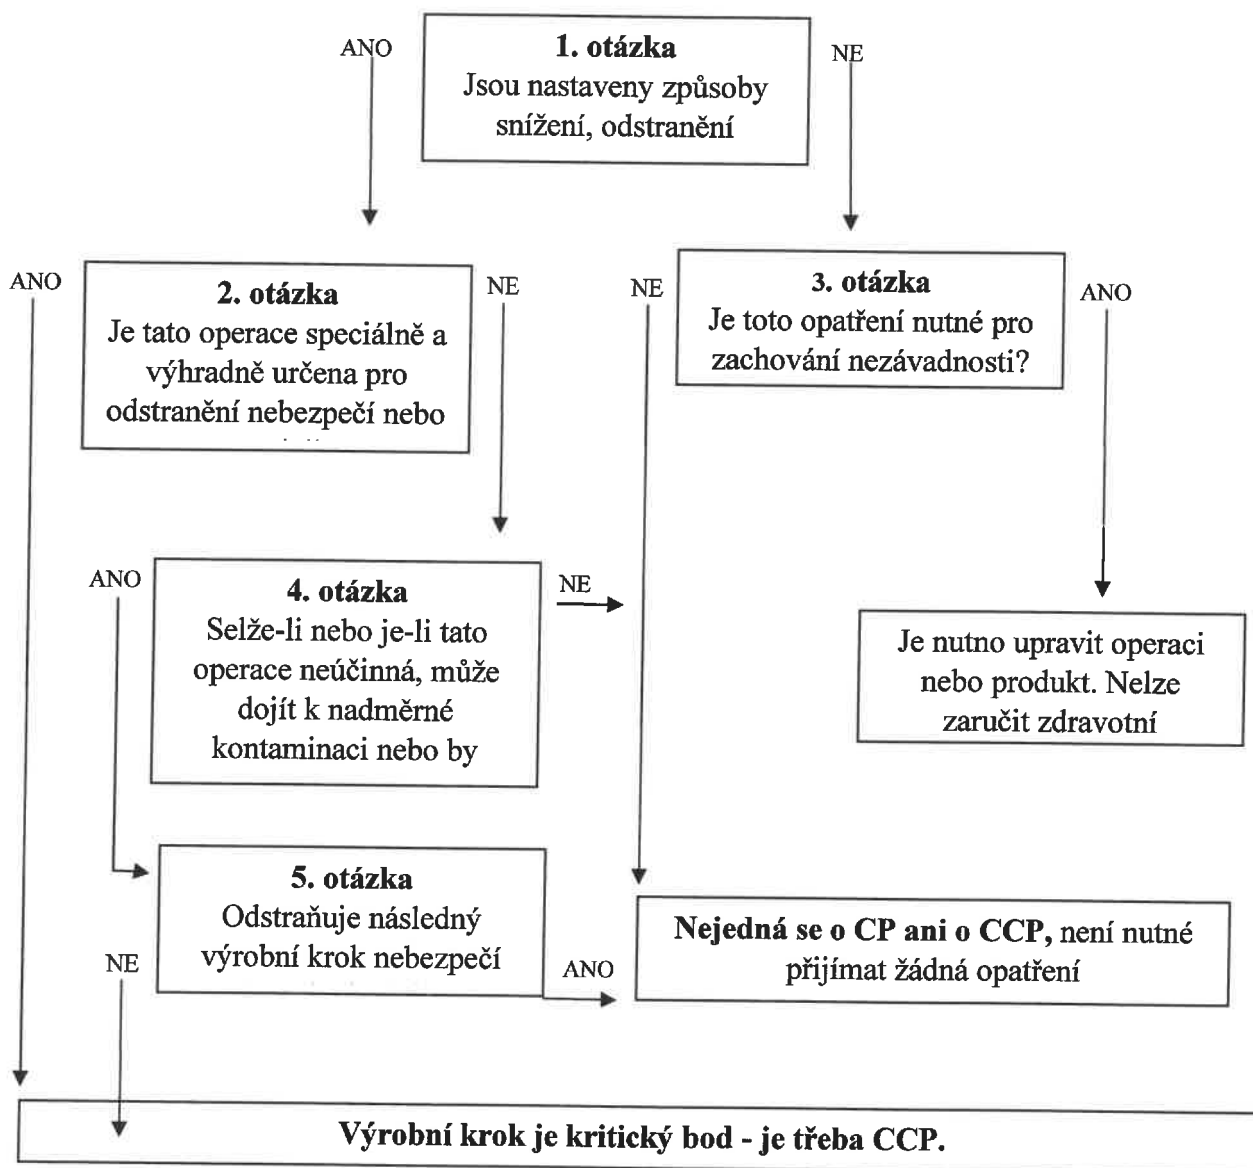 ANO
1. otázka
Jsou nastaveny způsoby
snížení, odstranění
NE
ANO
2. otázka
Je tato operace speciálně a
výhradně určena pro
odstranění nebezpečí nebo
NE
NE
3. otázka
Je toto opatření nutné pro
zachování nezávadnosti?
ANO
ANO
4. otázka
Selže-li nebo je-li tato
operace neúčinná, může
dojít k nadměrné
kontaminaci nebo by
NE
Je nutno upravit operaci
nebo produkt. Nelze
zaručit zdravotní
5. otázka
Odstraňuje následný
výrobní krok nebezpečí
NE
ANO
Nejedná se o CP ani o CCP, není nutné
přijímat žádná opatření
Výrobní krok je kritický bod - je třeba CCP.